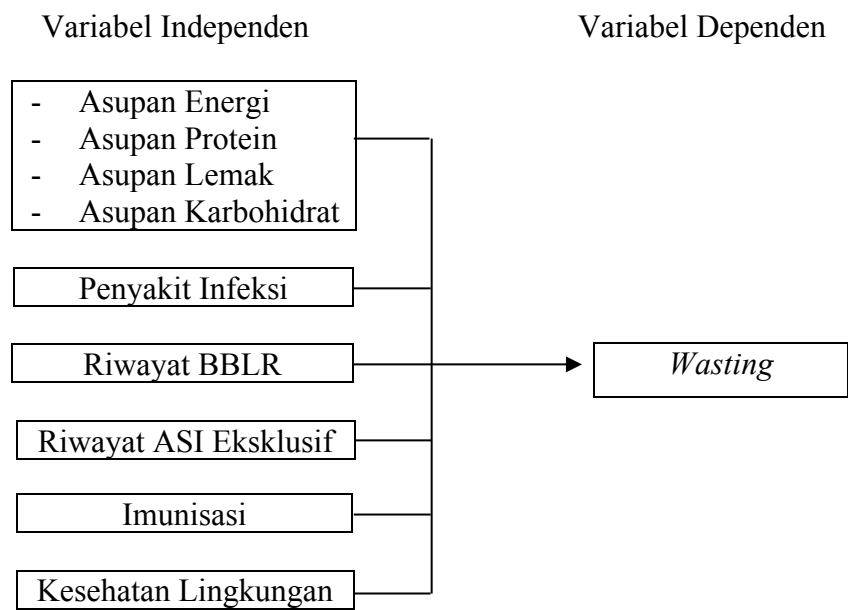 Variabel Independen
Variabel Dependen
- Asupan Energi
- Asupan Protein
- Asupan Lemak
- Asupan Karbohidrat
Penyakit Infeksi
Riwayat BBLR
Wasting
Riwayat ASI Eksklusif
Imunisasi
Kesehatan Lingkungan